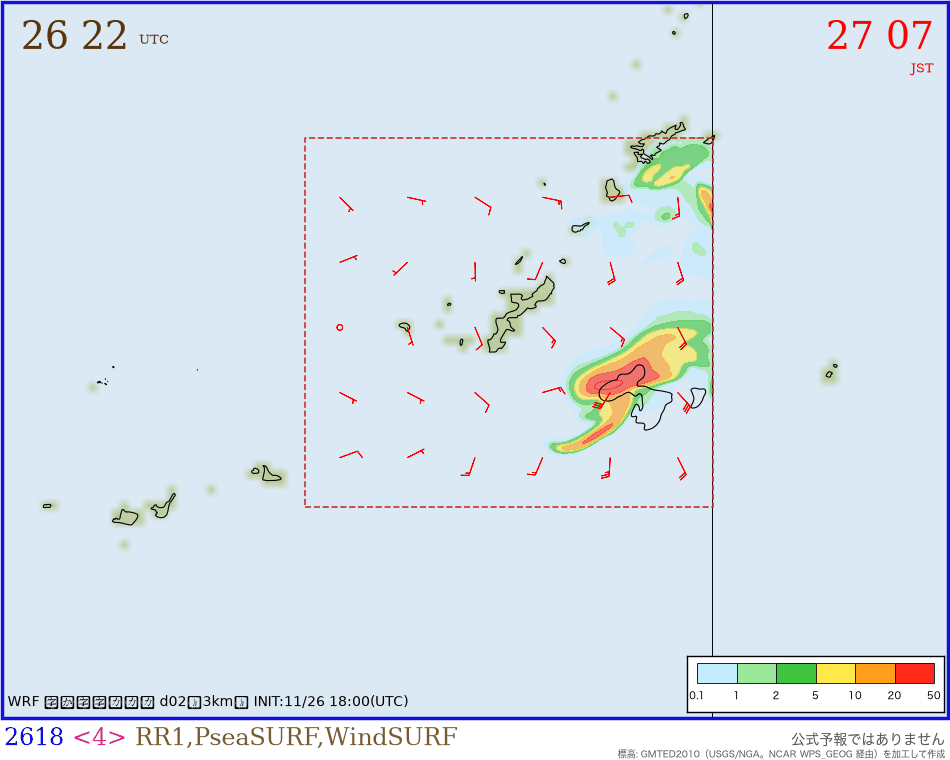 26 22 UTC
27 07
JST
0.1 1 2 5 10 20 50
WRF d02 3km INIT:11/26 18:00(UTC)
2618 <4> RR1,PseaSURF,WindSURF
公式予報ではありません
標高: GMTED2010（USGS/NGA。NCAR WPS_GEOG 経由）を加工して作成